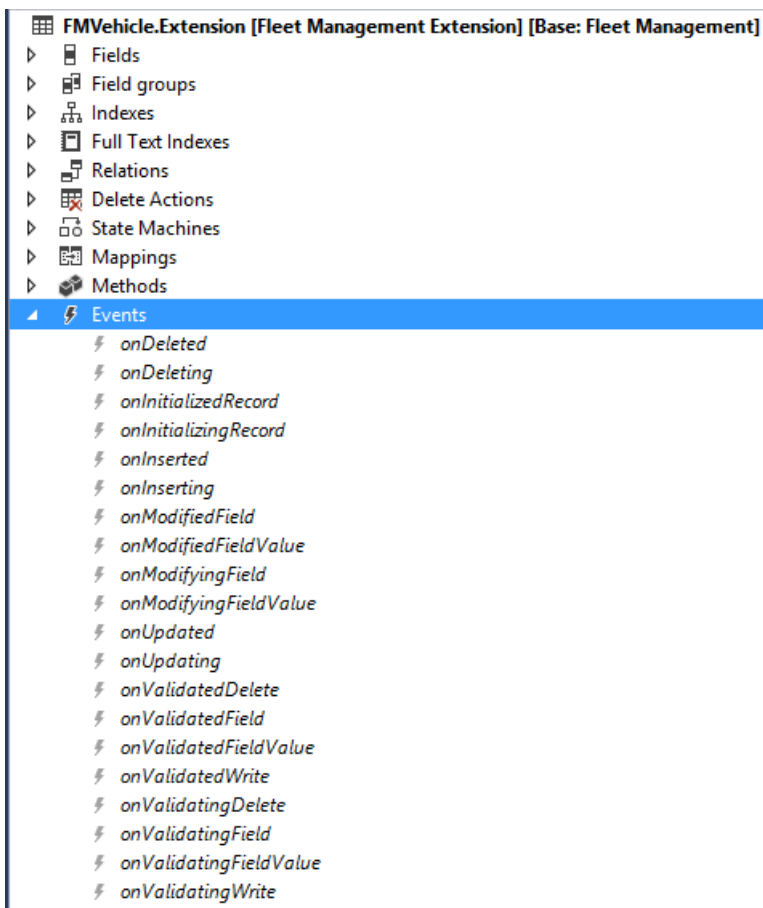 FMVehicle.Extension [Fleet Management Extension] [Base: Fleet Management]
Fields
Field groups
Indexes
Full Text Indexes
Relations
Delete Actions
State Machines
Mappings
Methods
Events
onDeleted
onDeleting
onInitializedRecord
onInitializingRecord
onInserted
onInserting
onModifiedField
onModifiedFieldValue
onModifyingField
onModifyingFieldValue
onUpdated
onUpdating
onValidatedDelete
onValidatedField
onValidatedFieldValue
onValidatedWrite
onValidatingDelete
onValidatingField
onValidatingFieldValue
onValidatingWrite